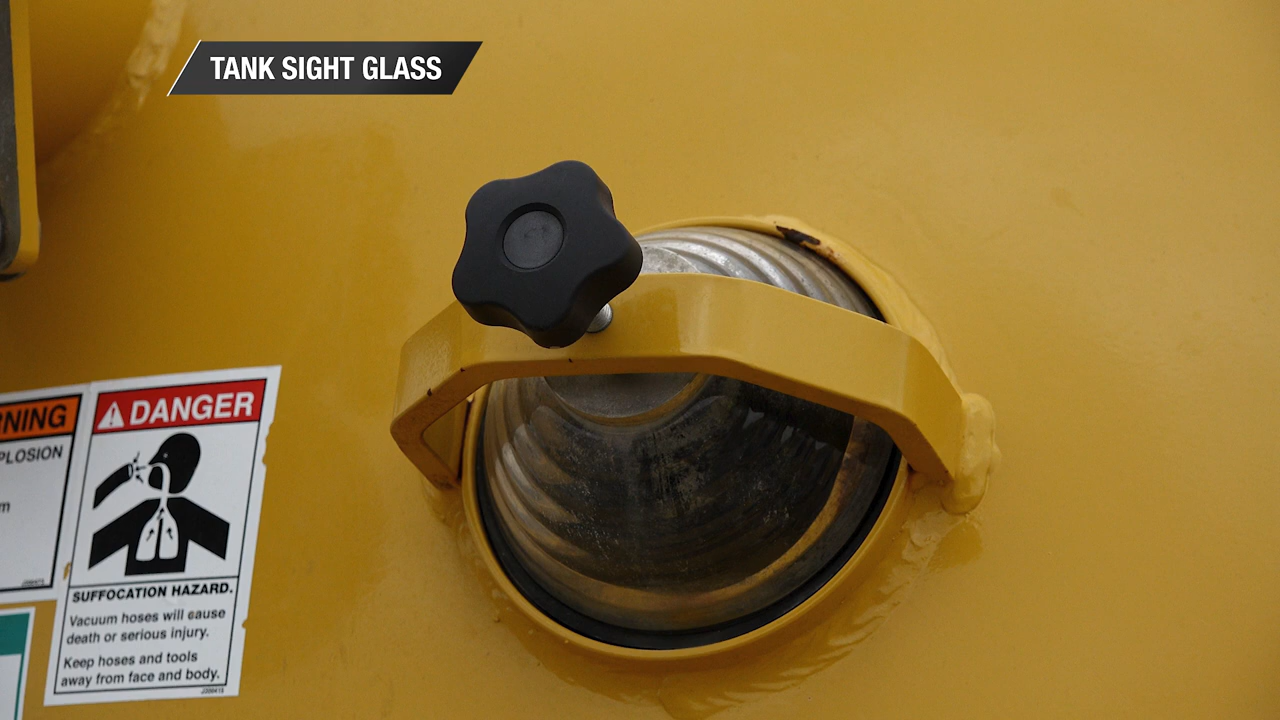 TANK SIGHT GLASS
RNING
PLOSION
m
DANGER
SUFFOCATION HAZARD.
Vacuum hoses will cause
death or serious injury.
Keep hoses and tools
away from face and body.